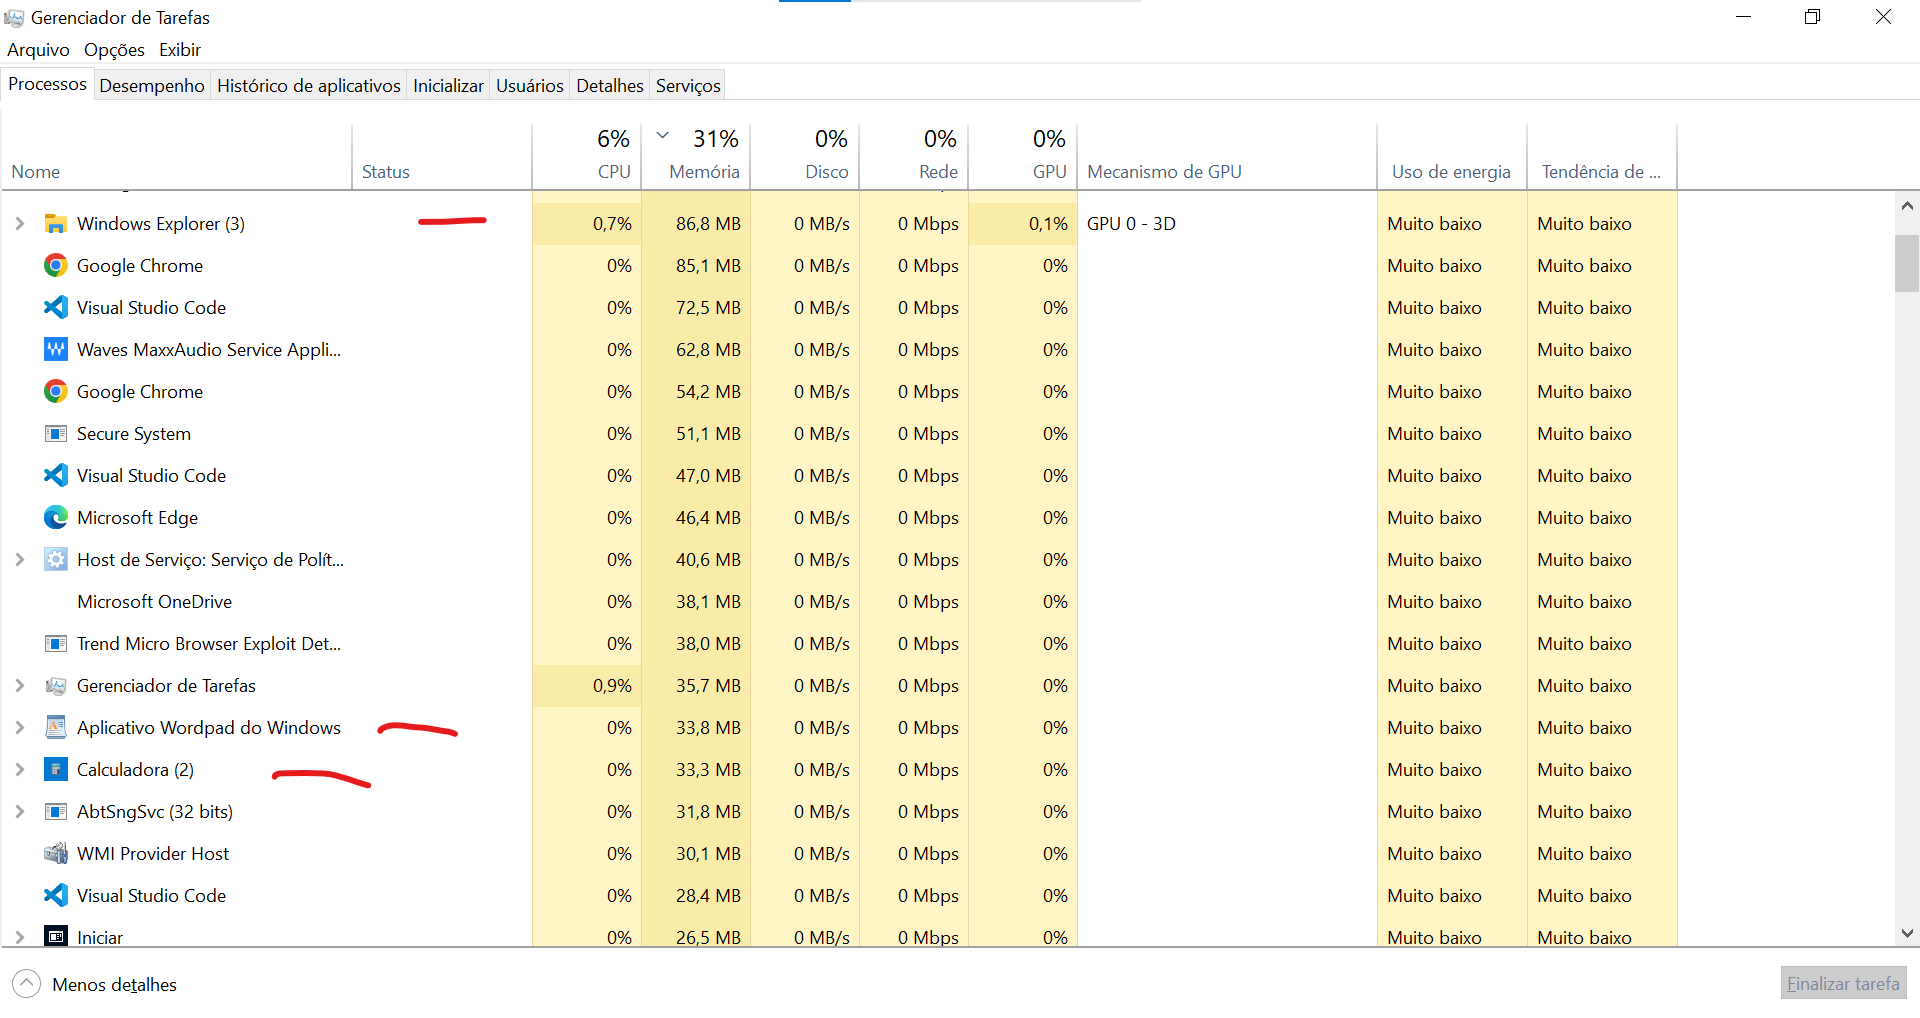 Gerenciador de Tarefas
Arquivo Opções Exibir
Processos Desempenho Histórico de aplicativos Inicializar Usuários Detalhes Serviços
6% 31% 0% 0% 0%
Nome Status CPU Memória Disco Rede GPU Mecanismo de GPU Uso de energia Tendência de ...
Windows Explorer (3) 0,7% 86,8 MB 0 MB/s 0 Mbps 0,1% GPU 0 - 3D Muito baixo Muito baixo
Google Chrome 0% 85,1 MB 0 MB/s 0 Mbps 0% Muito baixo Muito baixo
Visual Studio Code 0% 72,5 MB 0 MB/s 0 Mbps 0% Muito baixo Muito baixo
Waves MaxxAudio Service Appli... 0% 62,8 MB 0 MB/s 0 Mbps 0% Muito baixo Muito baixo
Google Chrome 0% 54,2 MB 0 MB/s 0 Mbps 0% Muito baixo Muito baixo
Secure System 0% 51,1 MB 0 MB/s 0 Mbps 0% Muito baixo Muito baixo
Visual Studio Code 0% 47,0 MB 0 MB/s 0 Mbps 0% Muito baixo Muito baixo
Microsoft Edge 0% 46,4 MB 0 MB/s 0 Mbps 0% Muito baixo Muito baixo
Host de Serviço: Serviço de Polít... 0% 40,6 MB 0 MB/s 0 Mbps 0% Muito baixo Muito baixo
Microsoft OneDrive 0% 38,1 MB 0 MB/s 0 Mbps 0% Muito baixo Muito baixo
Trend Micro Browser Exploit Det... 0% 38,0 MB 0 MB/s 0 Mbps 0% Muito baixo Muito baixo
Gerenciador de Tarefas 0,9% 35,7 MB 0 MB/s 0 Mbps 0% Muito baixo Muito baixo
Aplicativo Wordpad do Windows 0% 33,8 MB 0 MB/s 0 Mbps 0% Muito baixo Muito baixo
Calculadora (2) 0% 33,3 MB 0 MB/s 0 Mbps 0% Muito baixo Muito baixo
AbtSngSvc (32 bits) 0% 31,8 MB 0 MB/s 0 Mbps 0% Muito baixo Muito baixo
WMI Provider Host 0% 30,1 MB 0 MB/s 0 Mbps 0% Muito baixo Muito baixo
Visual Studio Code 0% 28,4 MB 0 MB/s 0 Mbps 0% Muito baixo Muito baixo
Iniciar 0% 26,5 MB 0 MB/s 0 Mbps 0% Muito baixo Muito baixo
Menos detalhes Finalizar tarefa